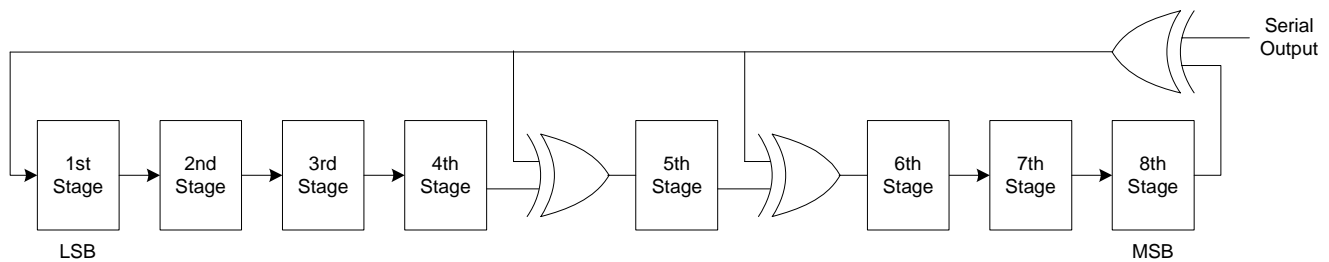 Serial
Output
1st
Stage
2nd
Stage
3rd
Stage
4th
Stage
5th
Stage
6th
Stage
7th
Stage
8th
Stage
LSB
MSB